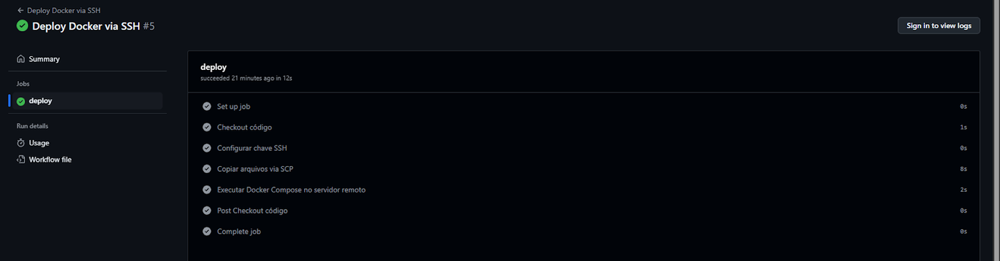 Deploy Docker via SSH
Deploy Docker via SSH #5
Sign in to view logs
Summary
Jobs
deploy
Run details
Usage
Workflow file
deploy
succeeded 21 minutes ago in 12s
Set up job 0s
Checkout código 1s
Configurar chave SSH 0s
Copiar arquivos via SCP 8s
Executar Docker Compose no servidor remoto 2s
Post Checkout código 0s
Complete job 0s